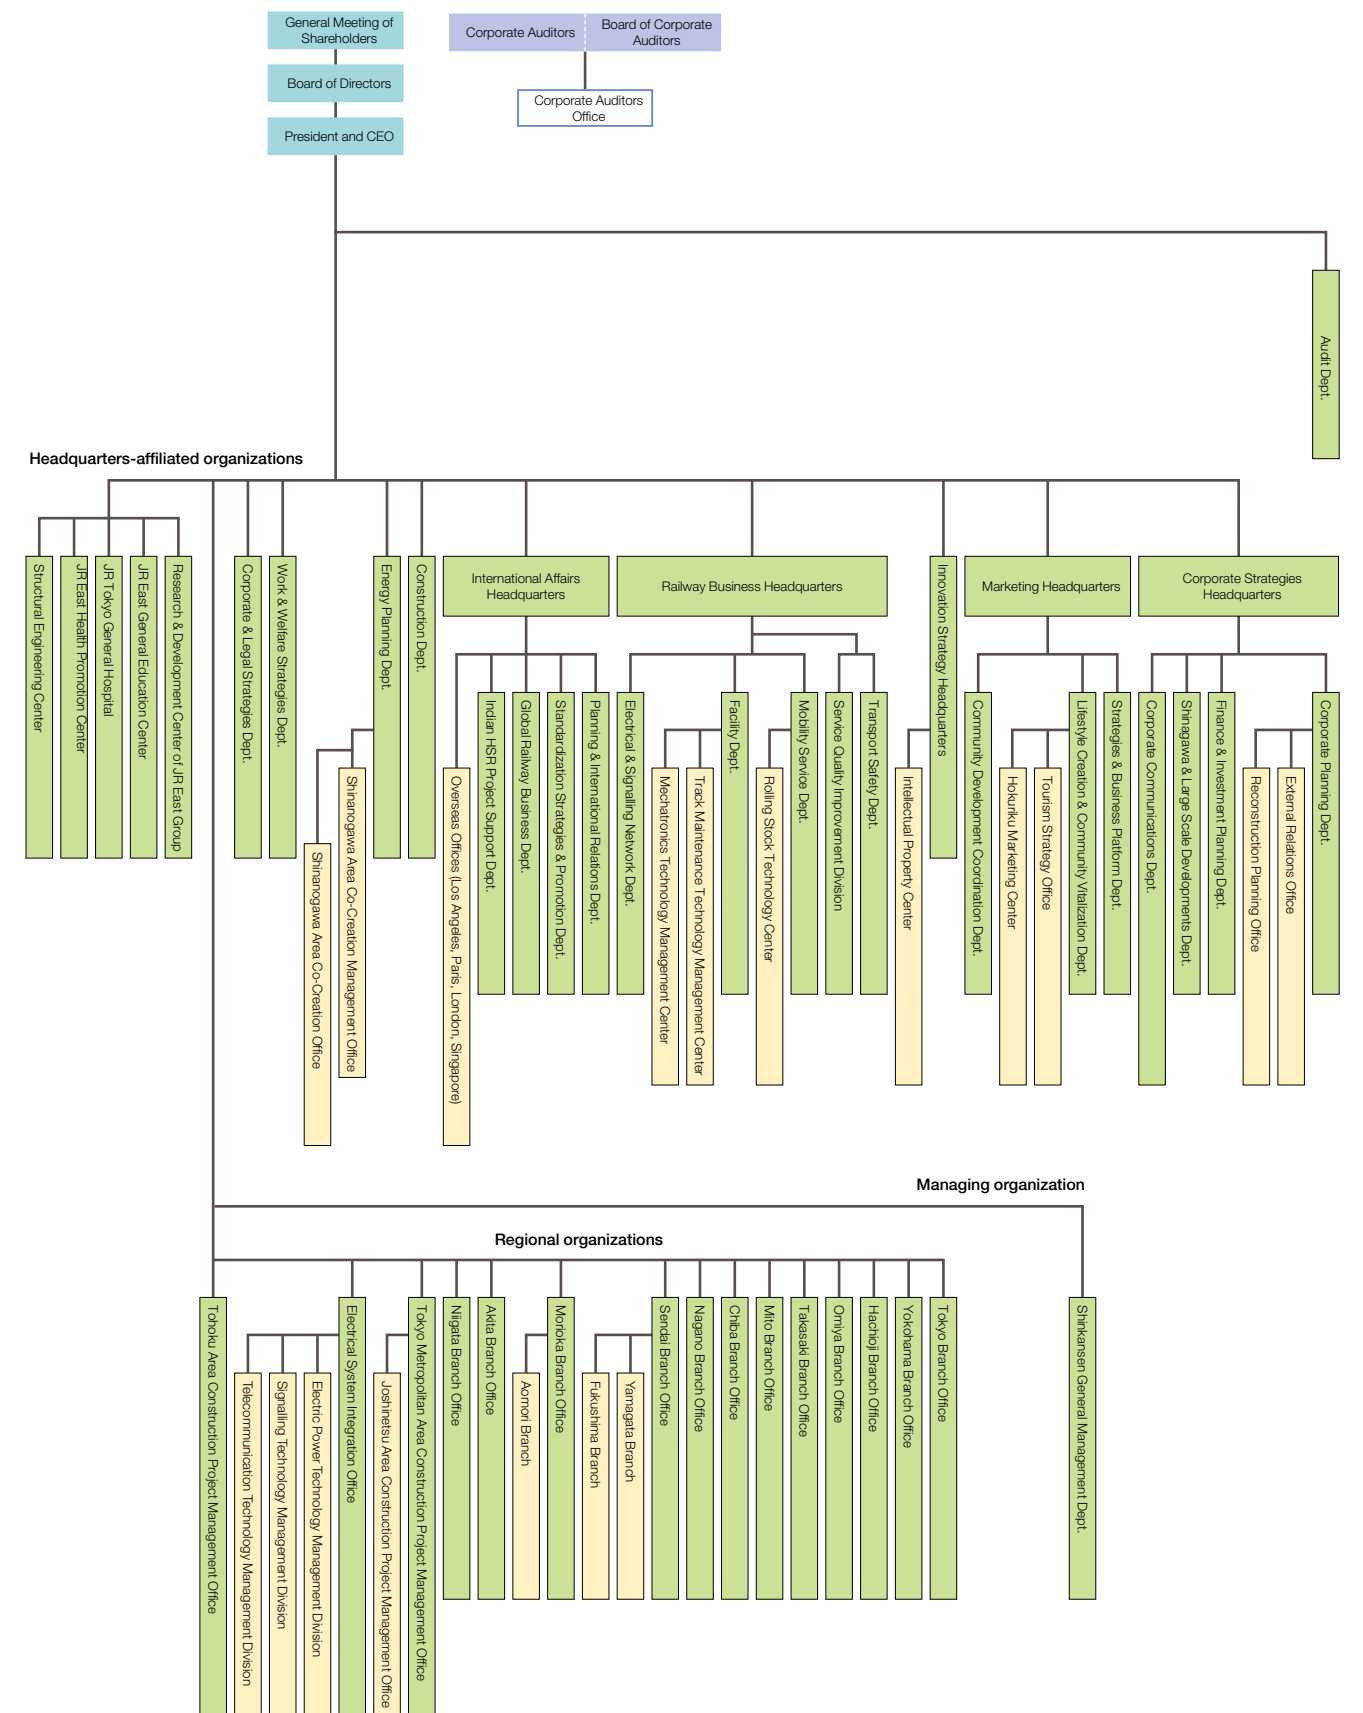 General Meeting of
Shareholders
Corporate Auditors
Board of Corporate
Auditors
Board of Directors
Corporate Auditors
Office
President and CEO
Audit Dept.
Headquarters-affiliated organizations
Structural Engineering Center
JR East Health Promotion Center
JR Tokyo General Hospital
JR East General Education Center
Research & Development Center of JR East Group
Corporate & Legal Strategies Dept.
Work & Welfare Strategies Dept.
Energy Planning Dept.
Construction Dept.
International Affairs
Headquarters
Railway Business Headquarters
Innovation Strategy Headquarters
Marketing Headquarters
Corporate Strategies
Headquarters
Shinanogawa Area Co-Creation Office
Shinanogawa Area Co-Creation Management Office
Overseas Offices (Los Angeles, Paris, London, Singapore)
Indian HSR Project Support Dept.
Global Railway Business Dept.
Standardization Strategies & Promotion Dept.
Planning & International Relations Dept.
Electrical & Signalling Network Dept.
Mechatronics Technology Management Center
Track Maintenance Technology Management Center
Facility Dept.
Rolling Stock Technology Center
Mobility Service Dept.
Service Quality Improvement Division
Transport Safety Dept.
Intellectual Property Center
Community Development Coordination Dept.
Hokuriku Marketing Center
Tourism Strategy Office
Lifestyle Creation & Community Vitalization Dept.
Strategies & Business Platform Dept.
Corporate Communications Dept.
Shinagawa & Large Scale Developments Dept.
Finance & Investment Planning Dept.
Reconstruction Planning Office
External Relations Office
Corporate Planning Dept.
Managing organization
Regional organizations
Tohoku Area Construction Project Management Office
Telecommunication Technology Management Division
Signalling Technology Management Division
Electric Power Technology Management Division
Electrical System Integration Office
Joshinetsu Area Construction Project Management Office
Tokyo Metropolitan Area Construction Project Management Office
Niigata Branch Office
Akita Branch Office
Aomori Branch
Morioka Branch Office
Fukushima Branch
Yamagata Branch
Sendai Branch Office
Nagano Branch Office
Chiba Branch Office
Mito Branch Office
Takasaki Branch Office
Omiya Branch Office
Hachioji Branch Office
Yokohama Branch Office
Tokyo Branch Office
Shinkansen General Management Dept.